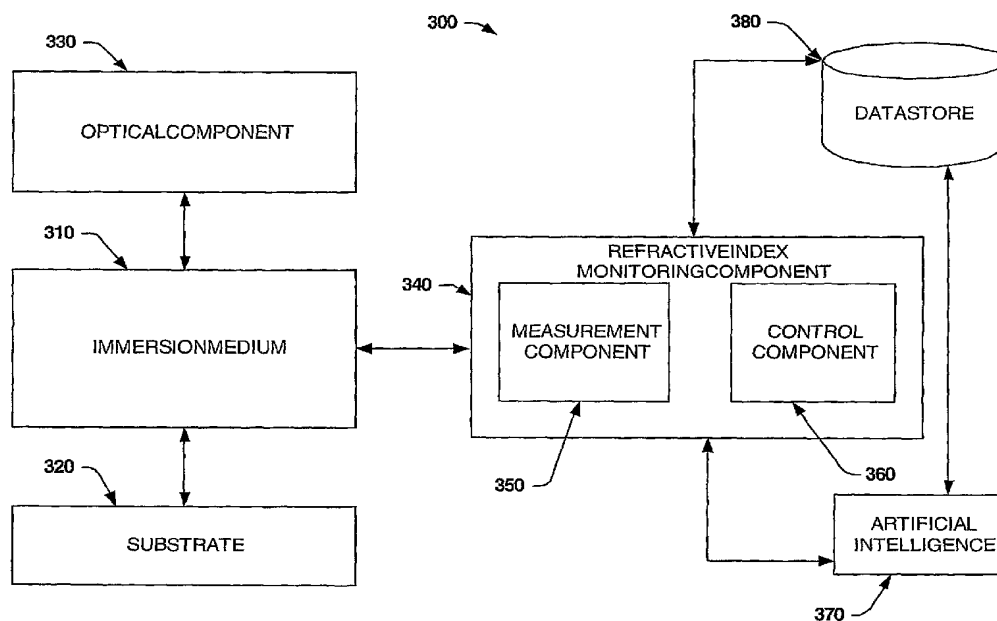 300
330
380
OPTICALCOMPONENT
DATASTORE
310
REFRACTIVEINDEX
MONITORINGCOMPONENT
340
IMMERSIONMEDIUM
MEASUREMENT
COMPONENT
CONTROL
COMPONENT
320
350
360
SUBSTRATE
ARTIFICIAL
INTELLIGENCE
370